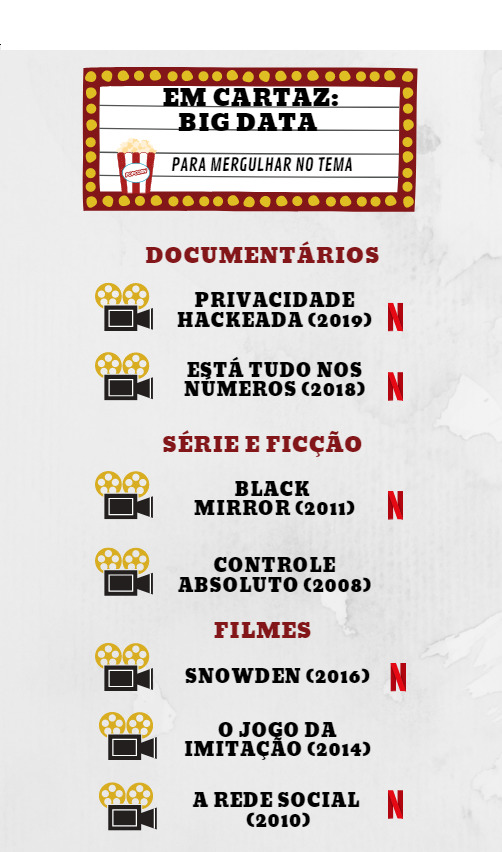 EM CARTAZ:
BIG DATA
PARA MERGULHAR NO TEMA
POPCORN
DOCUMENTÁRIOS
PRIVACIDADE
HACKEADA (2019)
N
ESTÁ TUDO NOS
NÚMEROS (2018)
N
SÉRIE E FICÇÃO
BLACK
MIRROR (2011)
N
CONTROLE
ABSOLUTO (2008)
FILMES
SNOWDEN (2016)
N
O JOGO DA
IMITAÇÃO (2014)
A REDE SOCIAL
(2010)
N